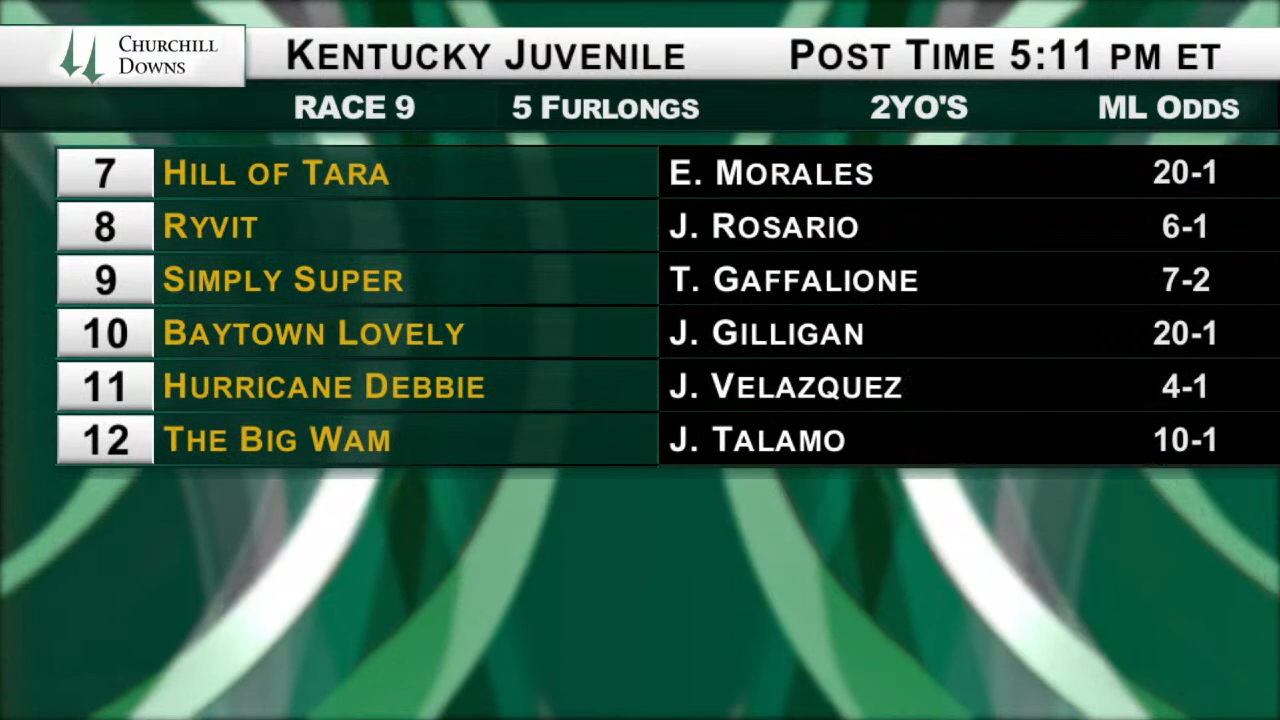 Churchill Downs
Kentucky Juvenile Post Time 5:11 PM ET
RACE 9 5 Furlongs 2YO'S ML Odds
7 Hill of Tara E. Morales 20-1
8 Ryvit J. Rosario 6-1
9 Simply Super T. Gaffalione 7-2
10 Baytown Lovely J. Gilligan 20-1
11 Hurricane Debbie J. Velazquez 4-1
12 The Big Wam J. Talamo 10-1